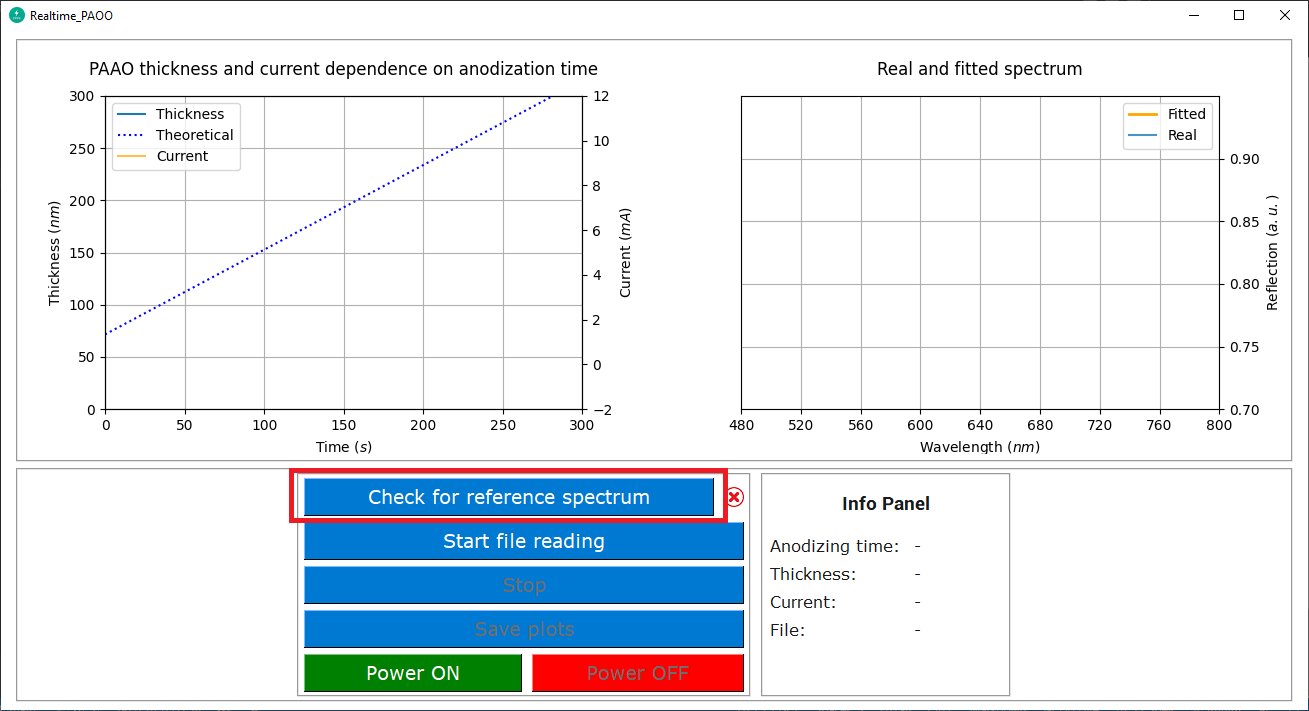 Realtime_PAOO
PAAO thickness and current dependence on anodization time
Thickness
Theoretical
Current
300
250
200
150
100
50
0
Thickness (nm)
12
10
8
6
4
2
0
−2
Current (mA)
0 50 100 150 200 250 300
Time (s)
Real and fitted spectrum
Fitted
Real
0.90
0.85
0.80
0.75
0.70
Reflection (a.u.)
480 520 560 600 640 680 720 760 800
Wavelength (nm)
Check for reference spectrum
Start file reading
Stop
Save plots
Power ON Power OFF
Info Panel
Anodizing time: -
Thickness: -
Current: -
File: -